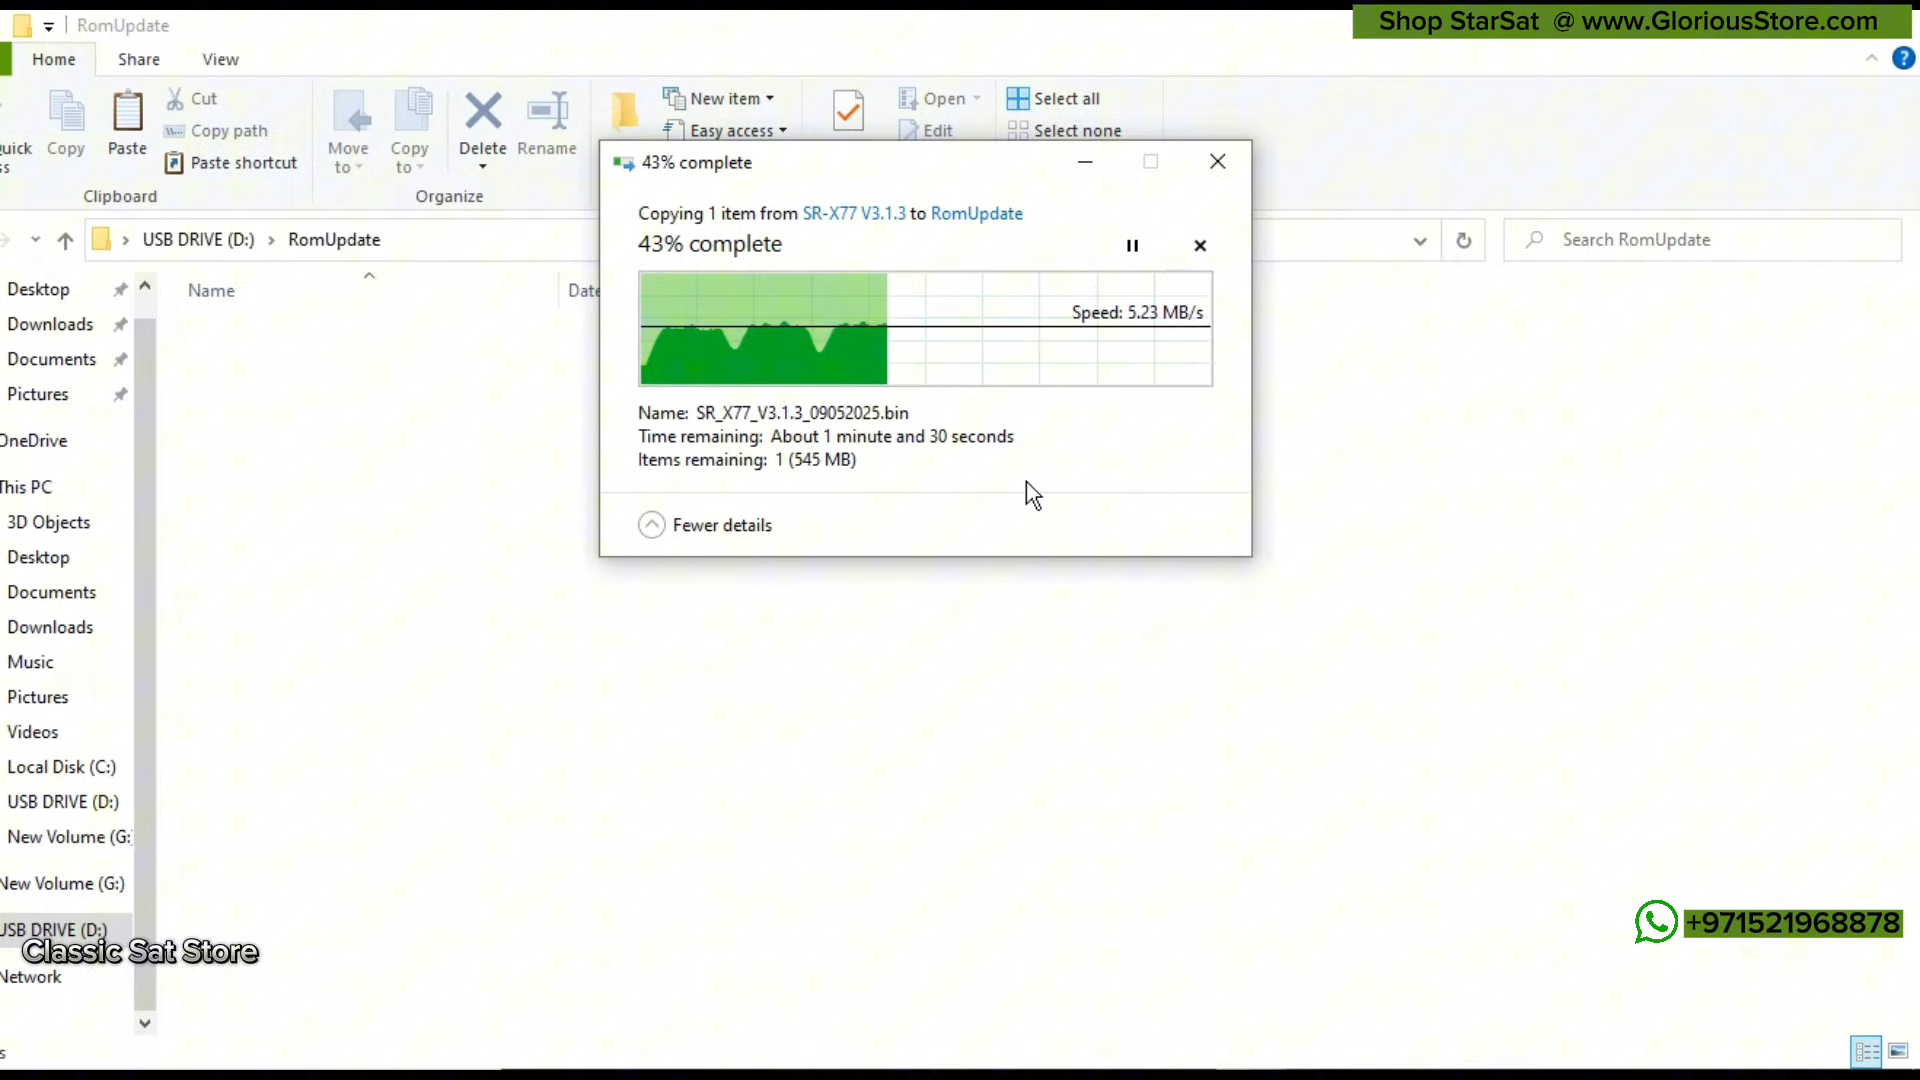 RomUpdate
Shop StarSat @ www.GloriousStore.com
Home
Share
View
Copy
Paste
Cut
Copy path
Paste shortcut
Clipboard
Move to
Copy to
Delete
Rename
Organize
New item
Easy access
Open
Edit
Select all
Select none
USB DRIVE (D:) › RomUpdate
Search RomUpdate
Name
43% complete
Copying 1 item from SR-X77 V3.1.3 to RomUpdate
43% complete
Speed: 5.23 MB/s
Name: SR_X77_V3.1.3_09052025.bin
Time remaining: About 1 minute and 30 seconds
Items remaining: 1 (545 MB)
Fewer details
Desktop
Downloads
Documents
Pictures
OneDrive
This PC
3D Objects
Desktop
Documents
Downloads
Music
Pictures
Videos
Local Disk (C:)
USB DRIVE (D:)
New Volume (G:
New Volume (G:)
USB DRIVE (D:)
Classic Sat Store
Network
+971521968878